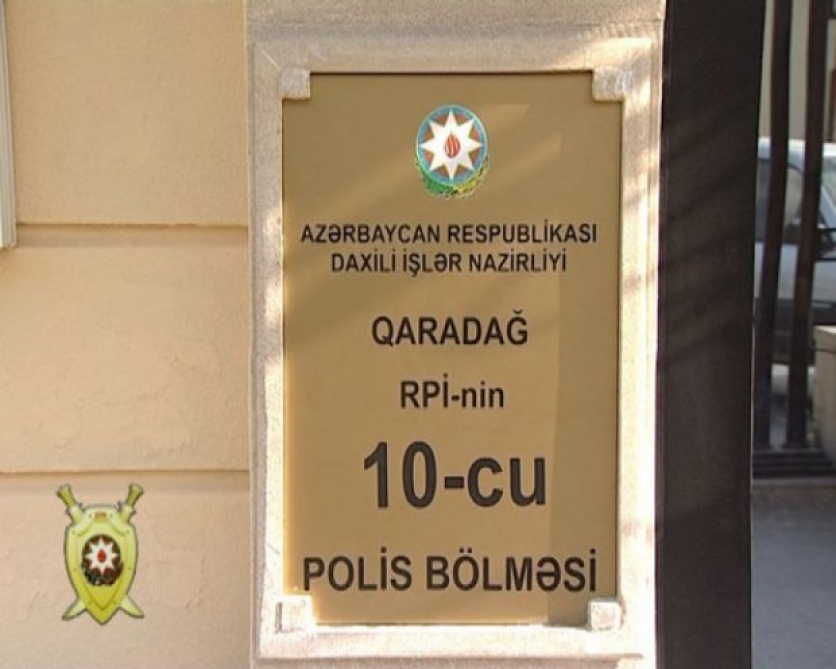 AZƏRBAYCAN RESPUBLİKASI
DAXİLİ İŞLƏR NAZİRLİYİ
QARADAĞ
RPİ-nin
10-cu
POLİS BÖLMƏSİ